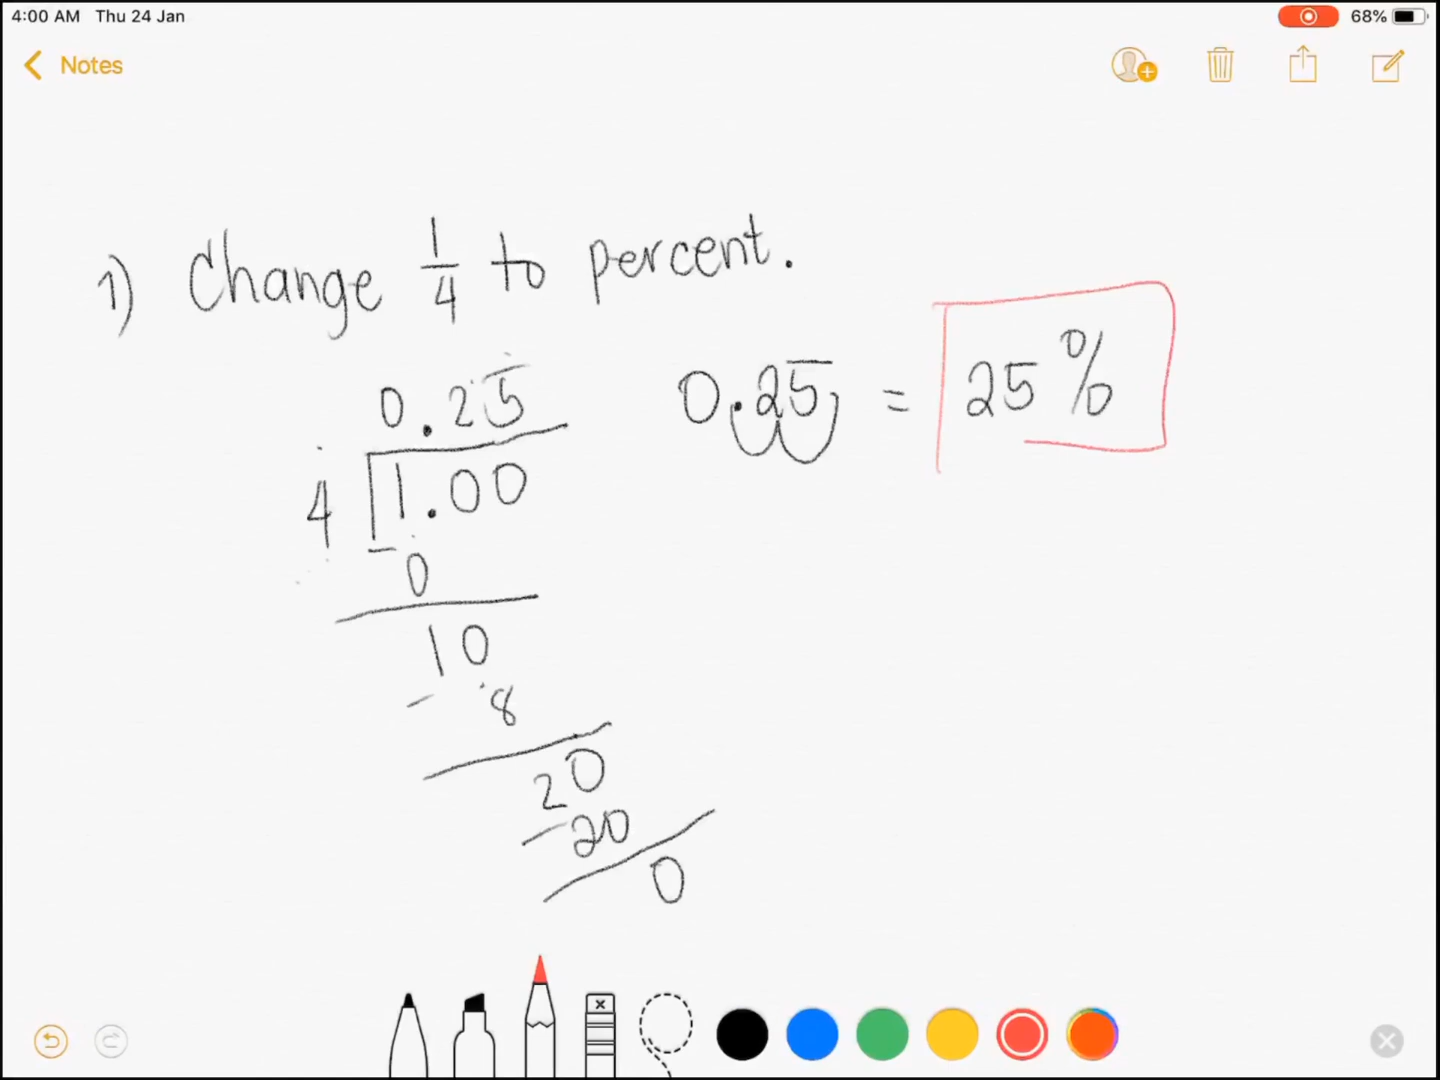 4:00 AM Thu 24 Jan
68%
Notes
1) Change 1/4 to percent.
0.25
4 1.00
0.25 = 25%
- 0
10
- 8
20
- 20
0